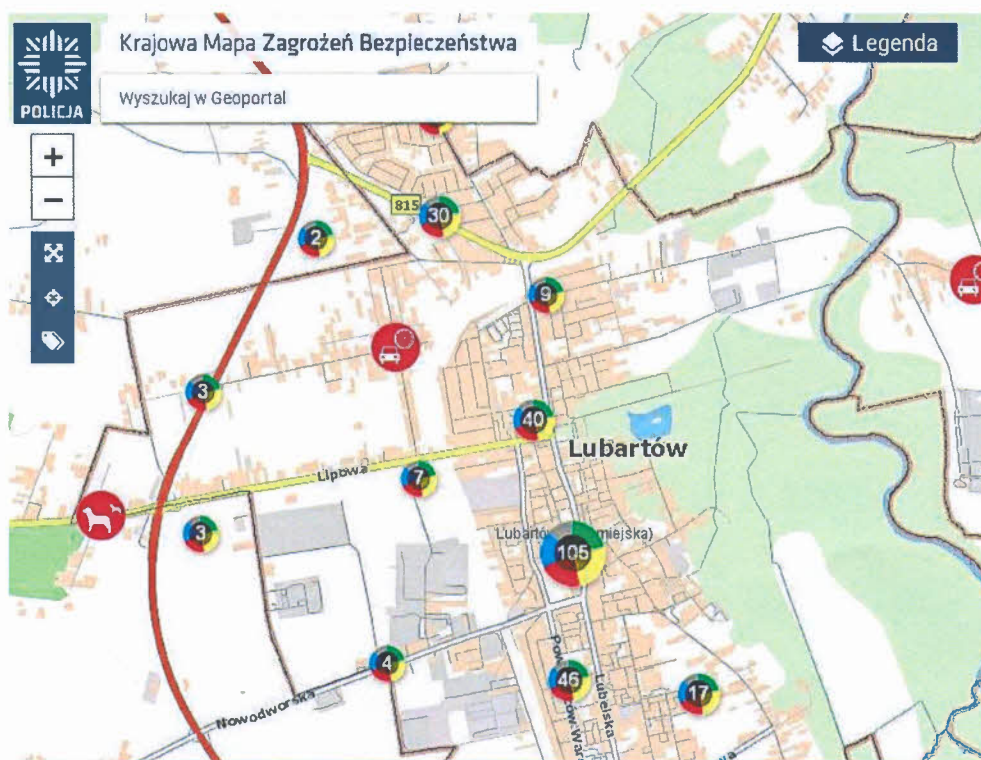 POLICJA
Krajowa Mapa Zagrożeń Bezpieczeństwa
Wyszukaj w Geoportal
Legenda
+
−
815
30
2
9
3
40
Lubartów
Lipowa
7
3
105
4
46
17
Nowodworska
Lubelska